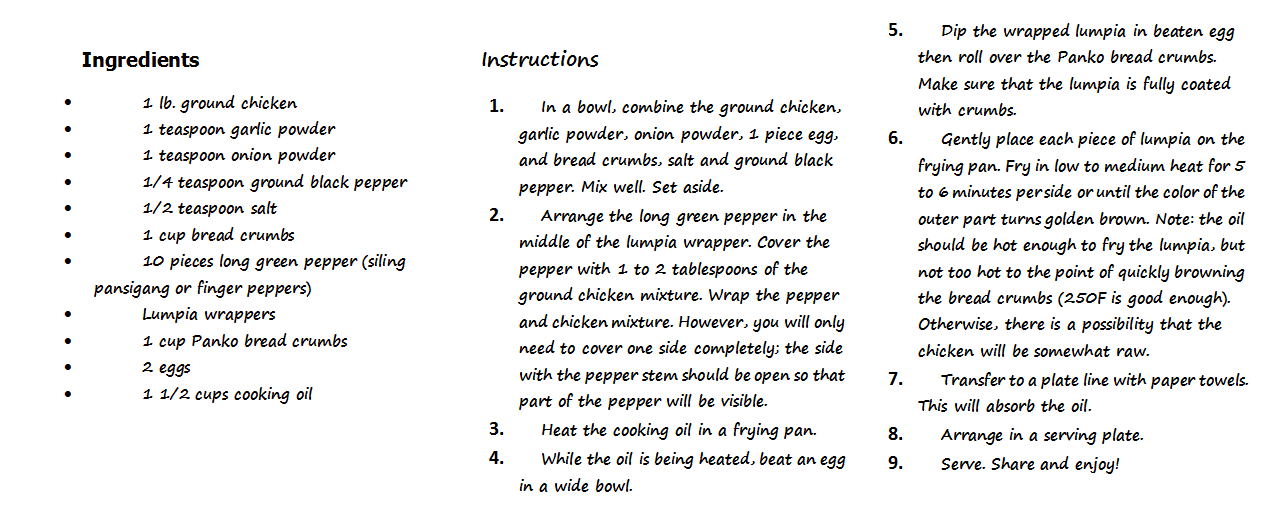 Ingredients
• 1 lb. ground chicken
• 1 teaspoon garlic powder
• 1 teaspoon onion powder
• 1/4 teaspoon ground black pepper
• 1/2 teaspoon salt
• 1 cup bread crumbs
• 10 pieces long green pepper (siling
pansigang or finger peppers)
• Lumpia wrappers
• 1 cup Panko bread crumbs
• 2 eggs
• 1 1/2 cups cooking oil
Instructions
1. In a bowl, combine the ground chicken,
garlic powder, onion powder, 1 piece egg,
and bread crumbs, salt and ground black
pepper. Mix well. Set aside.
2. Arrange the long green pepper in the
middle of the lumpia wrapper. Cover the
pepper with 1 to 2 tablespoons of the
ground chicken mixture. Wrap the pepper
and chicken mixture. However, you will only
need to cover one side completely; the side
with the pepper stem should be open so that
part of the pepper will be visible.
3. Heat the cooking oil in a frying pan.
4. While the oil is being heated, beat an egg
in a wide bowl.
5. Dip the wrapped lumpia in beaten egg
then roll over the Panko bread crumbs.
Make sure that the lumpia is fully coated
with crumbs.
6. Gently place each piece of lumpia on the
frying pan. Fry in low to medium heat for 5
to 6 minutes per side or until the color of the
outer part turns golden brown. Note: the oil
should be hot enough to fry the lumpia, but
not too hot to the point of quickly browning
the bread crumbs (250F is good enough).
Otherwise, there is a possibility that the
chicken will be somewhat raw.
7. Transfer to a plate line with paper towels.
This will absorb the oil.
8. Arrange in a serving plate.
9. Serve. Share and enjoy!